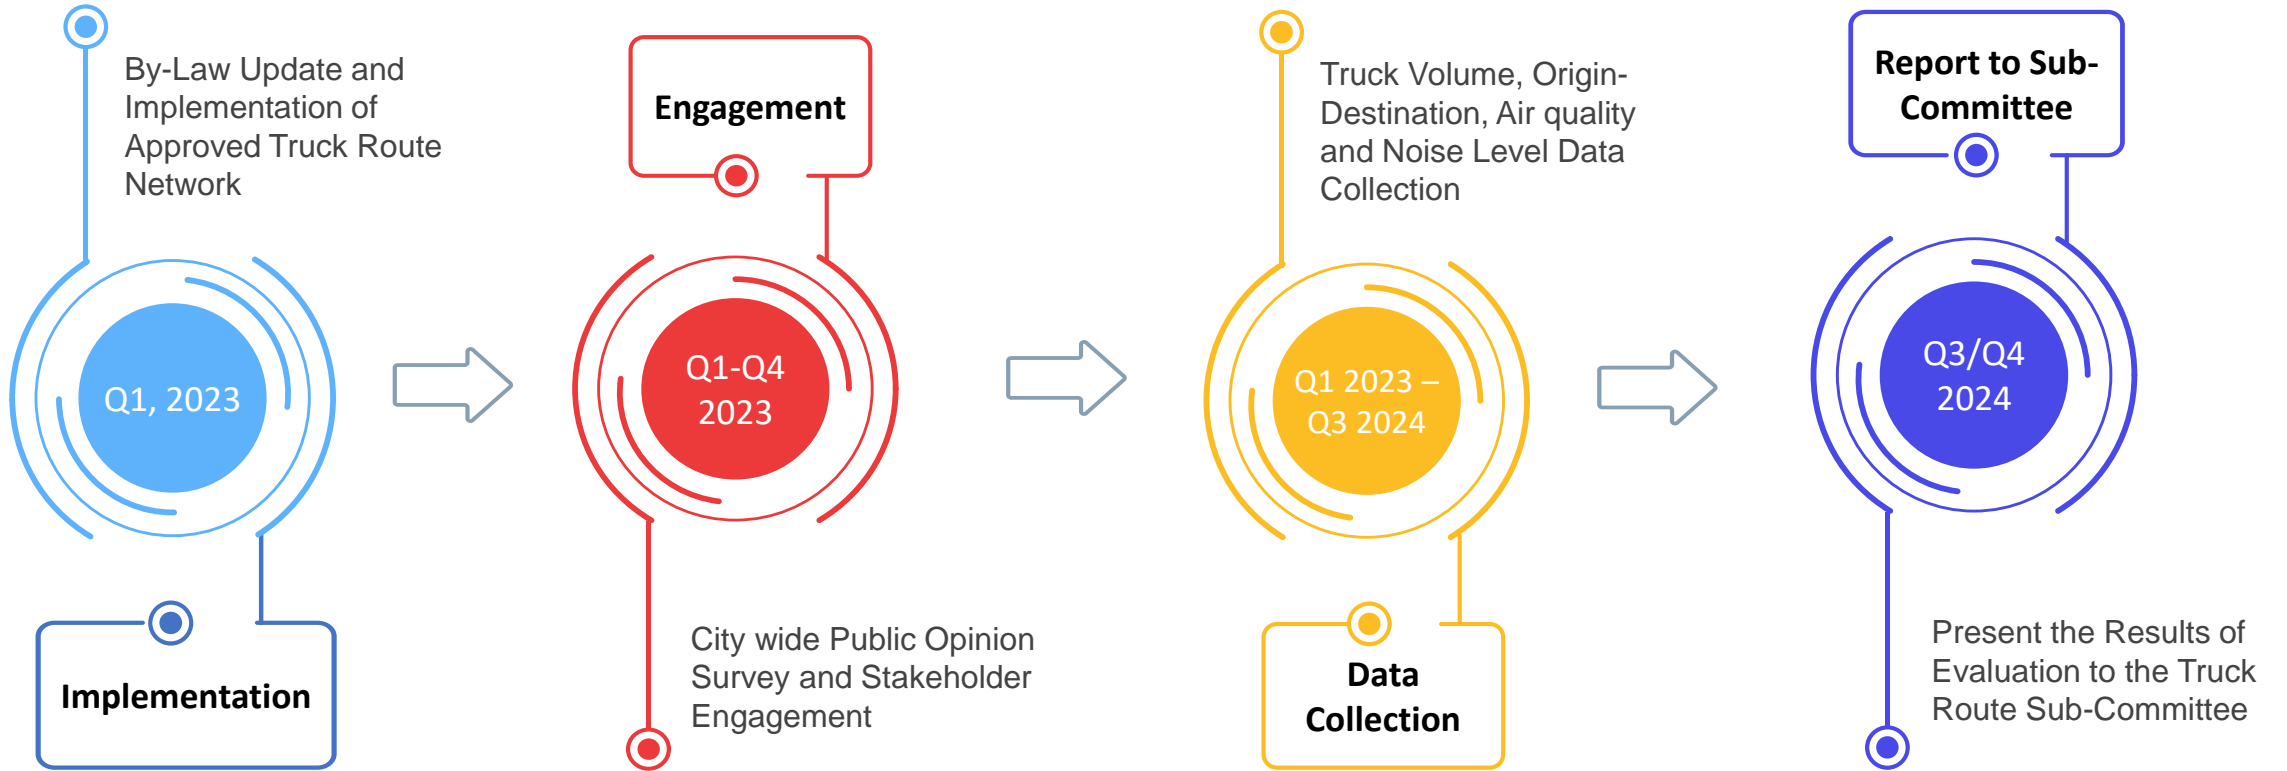 By-Law Update and
Implementation of
Approved Truck Route
Network
Q1, 2023
Implementation
Engagement
Q1-Q4
2023
City wide Public Opinion
Survey and Stakeholder
Engagement
Truck Volume, Origin-
Destination, Air quality
and Noise Level Data
Collection
Q1 2023 –
Q3 2024
Data
Collection
Report to Sub-
Committee
Q3/Q4
2024
Present the Results of
Evaluation to the Truck
Route Sub-Committee